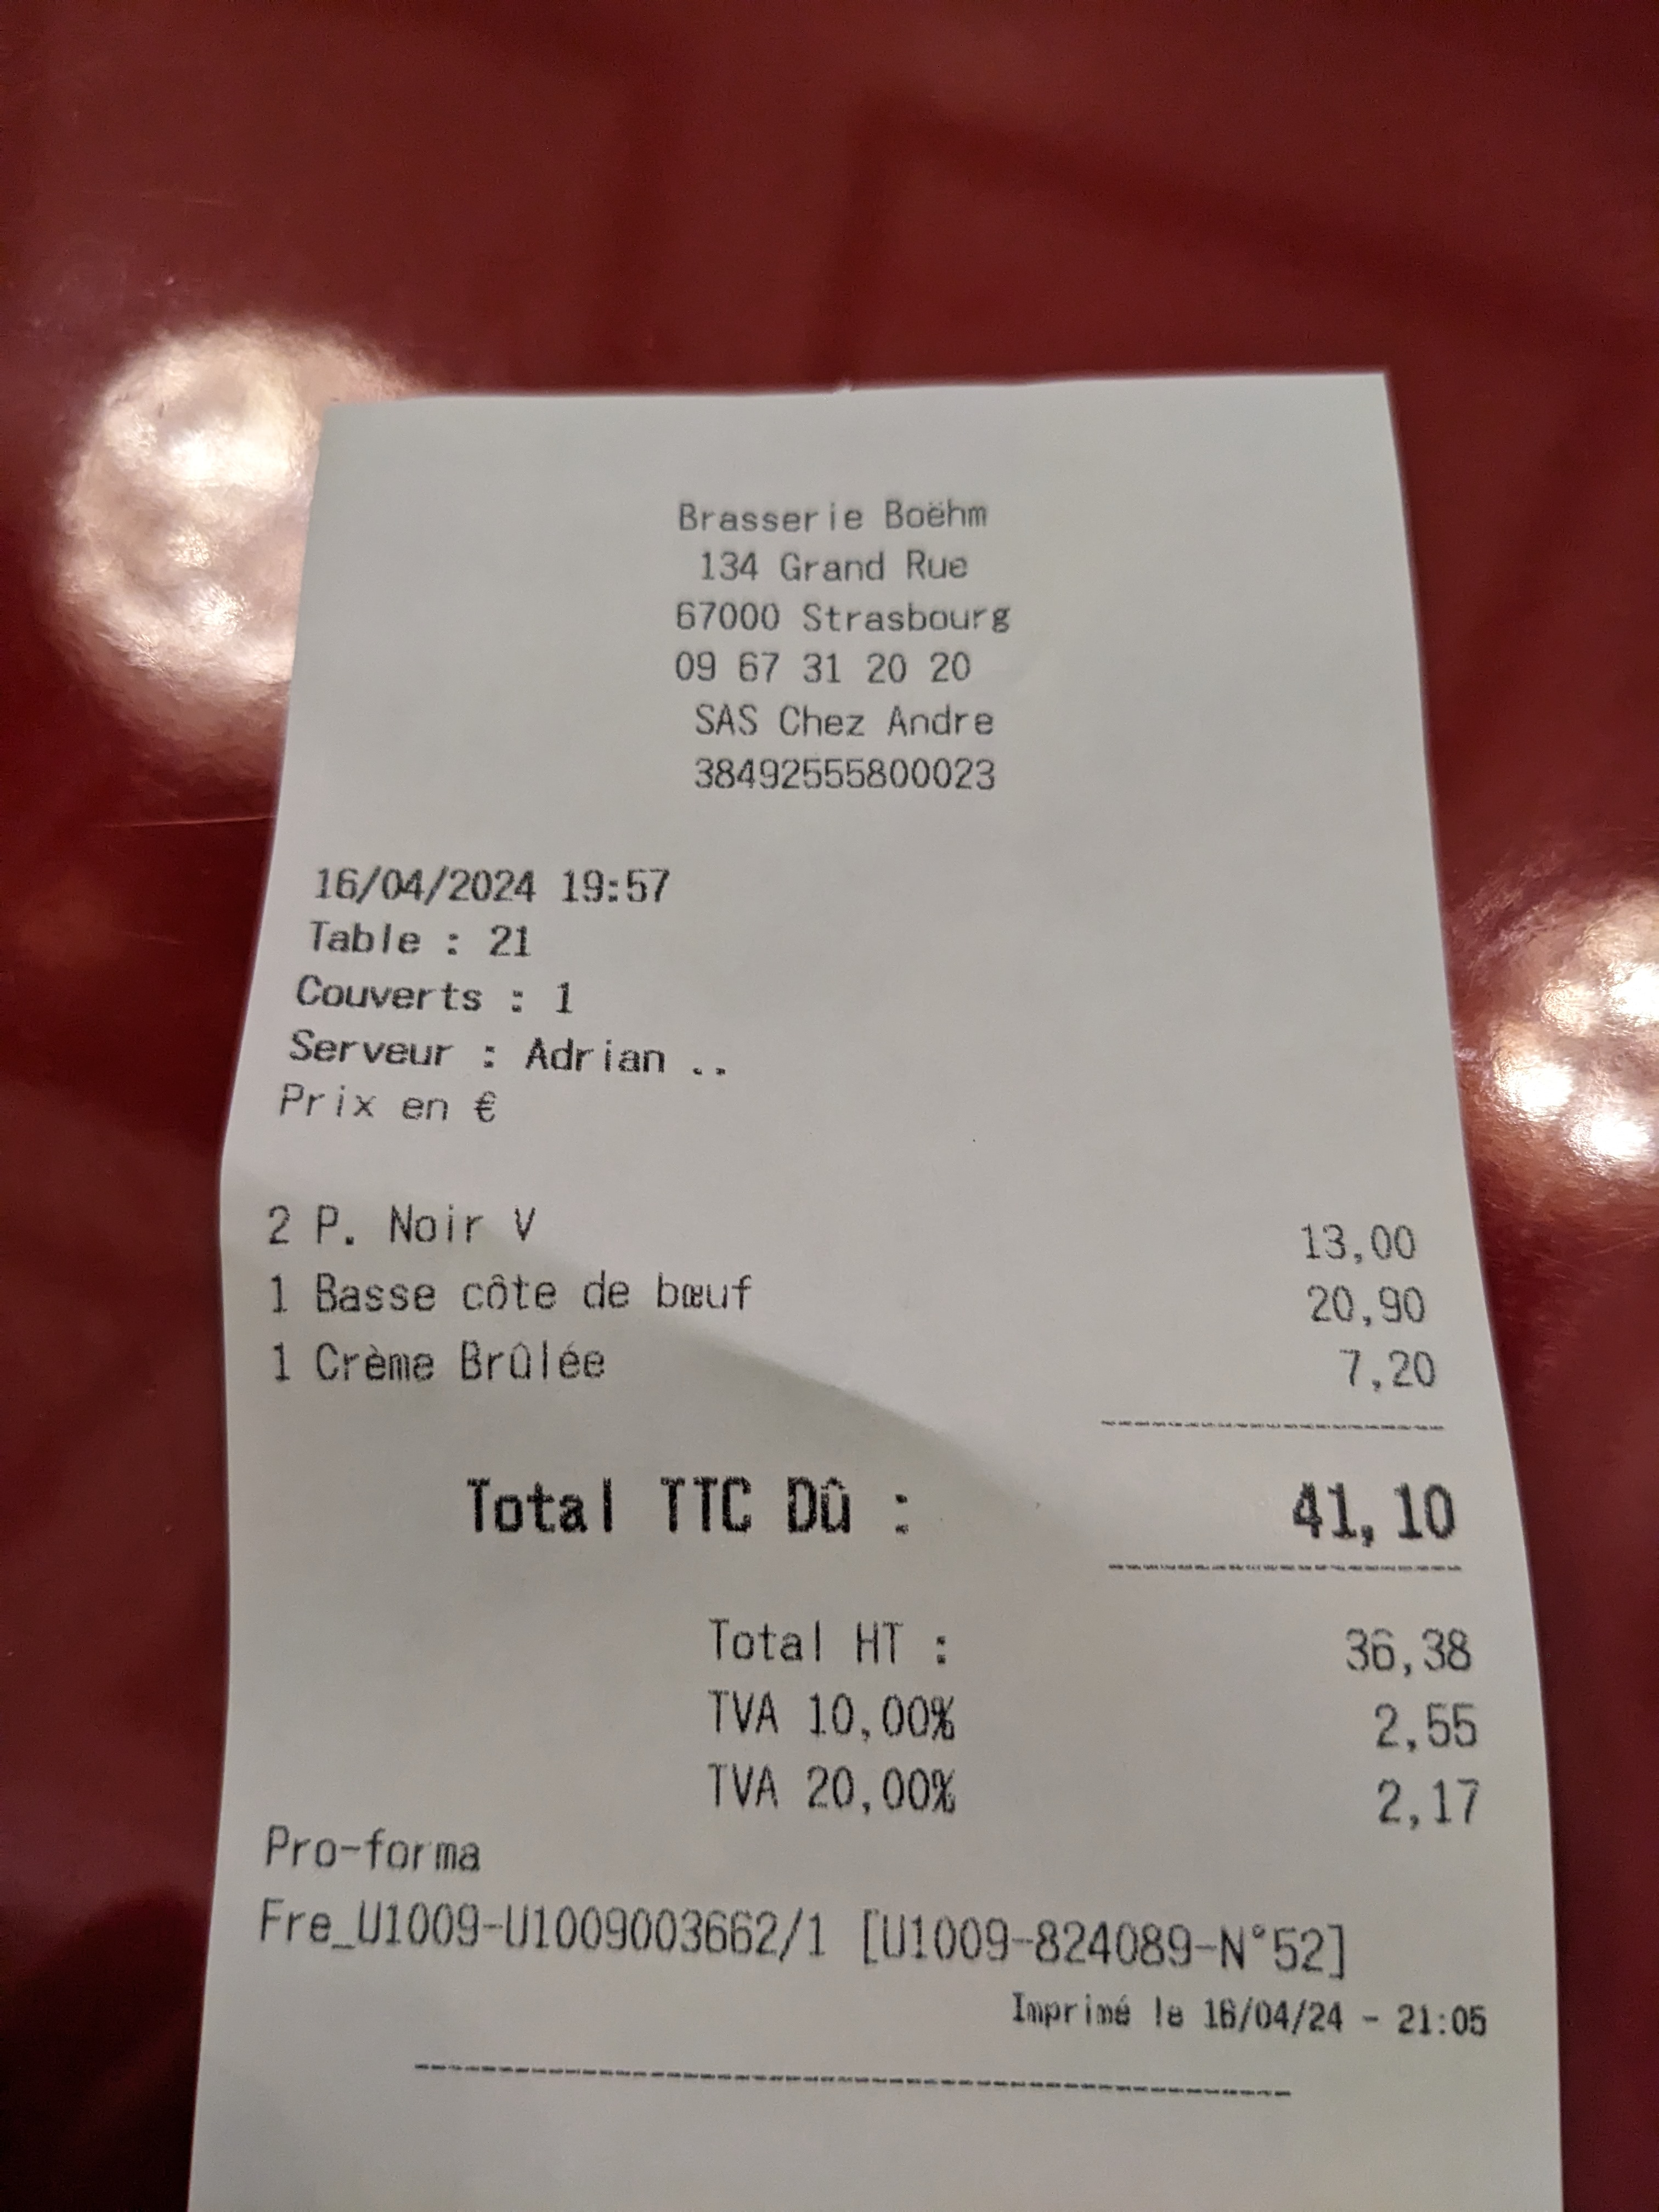 Brasserie Boëhm
134 Grand Rue
67000 Strasbourg
09 67 31 20 20
SAS Chez Andre
38492555800023
16/04/2024 19:57
Table : 21
Couverts : 1
Serveur : Adrian ..
Prix en €
2 P. Noir V 13,00
1 Basse côte de bœuf 20,90
1 Crème Brûlée 7,20
Total TTC Dû : 41,10
Total HT : 36,38
TVA 10,00% 2,55
TVA 20,00% 2,17
Pro-forma
Fre_U1009-U1009003662/1 [U1009-824089-N°52]
Imprimé le 16/04/24 - 21:05